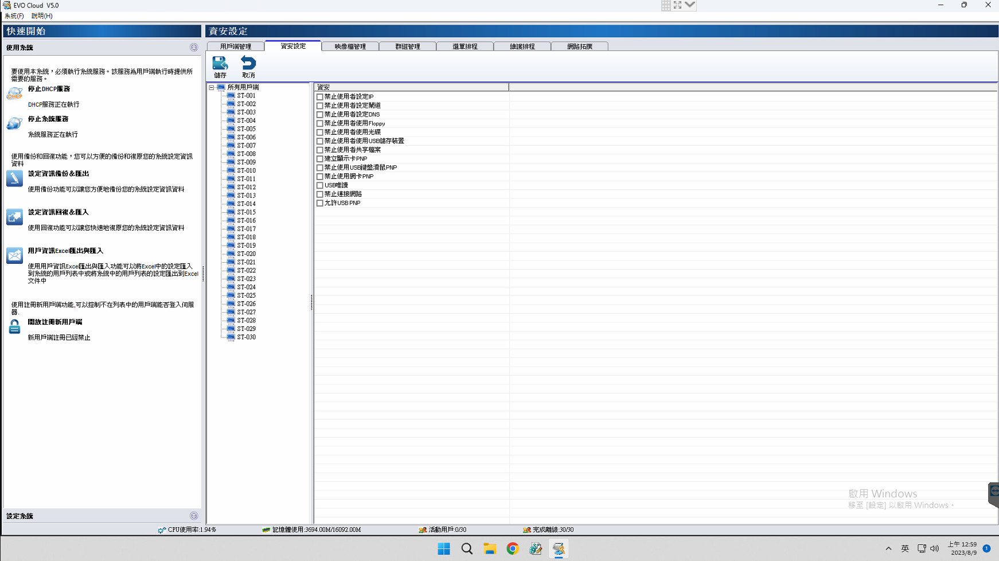 EVO Cloud V5.0
系統(F) 說明(H)
快速開始
使用系統
要使用本系統，必須執行系統服務。該服務為用戶端執行時提供所
需要的服務。
停止DHCP服務
DHCP服務正在執行
停止系統服務
系統服務正在執行
使用備份和回復功能，您可以方便的備份和復原您的系統設定資訊
資料
設定資訊備份&匯出
使用備份功能可以讓您方便地備份您的系統設定資訊資料
設定資訊回復&匯入
使用回復功能可以讓您快速地復原您的系統設定資訊資料
用戶資訊Excel匯出與匯入
使用用戶資訊Excel匯出與匯入功能可以將Excel中的設定匯入
到系統的用戶列表中或將系統中的用戶列表的設定匯出到Excel
文件中
使用註冊新用戶端功能,可以控制不在列表中的用戶端能否登入伺服
器.
開放註冊新用戶端
新用戶端註冊已經禁止
設定系統
資安設定
用戶端管理 資安設定 映像檔管理 群組管理 選單排程 維護排程 網路拓撲
儲存 取消
所有用戶端
ST-001
ST-002
ST-003
ST-004
ST-005
ST-006
ST-007
ST-008
ST-009
ST-010
ST-011
ST-012
ST-013
ST-014
ST-015
ST-016
ST-017
ST-018
ST-019
ST-020
ST-021
ST-022
ST-023
ST-024
ST-025
ST-026
ST-027
ST-028
ST-029
ST-030
資安
禁止使用者設定IP
禁止使用者設定閘道
禁止使用者設定DNS
禁止使用者使用Floppy
禁止使用者使用光碟
禁止使用者使用USB儲存裝置
禁止使用者共享檔案
建立顯示卡PNP
禁止使用USB鍵盤滑鼠PNP
禁止使用網卡PNP
USB唯讀
禁止連接網路
允許USB PNP
啟用 Windows
移至 [設定] 以啟用 Windows。
CPU使用率:1.94% 記憶體使用:3694.00M/16092.00M 活動用戶:0/30 完成離線:30/30
DHCP
英
上午 12:59
2023/8/9
1